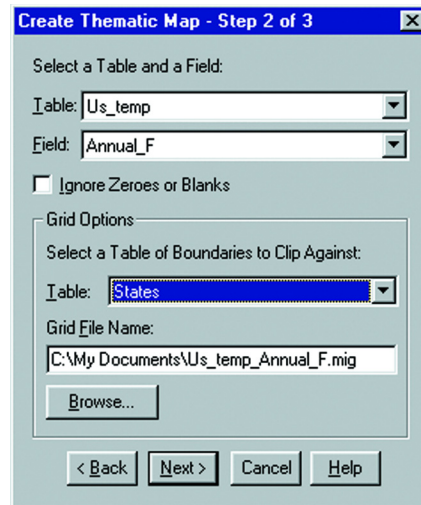 Create Thematic Map - Step 2 of 3
Select a Table and a Field:
Table: Us_temp
Field: Annual_F
Ignore Zeroes or Blanks
Grid Options
Select a Table of Boundaries to Clip Against:
Table: States
Grid File Name:
C:\My Documents\Us_temp_Annual_F.mig
Browse...
< Back Next > Cancel Help